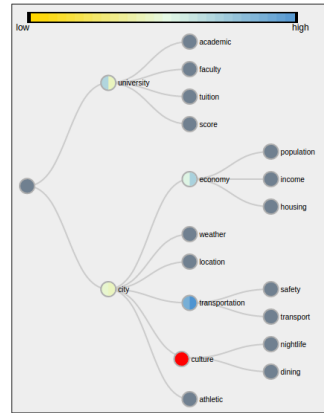 low high
academic
faculty
university
tuition
score
population
economy
income
housing
weather
location
city
safety
transportation
transport
nightlife
culture
dining
athletic